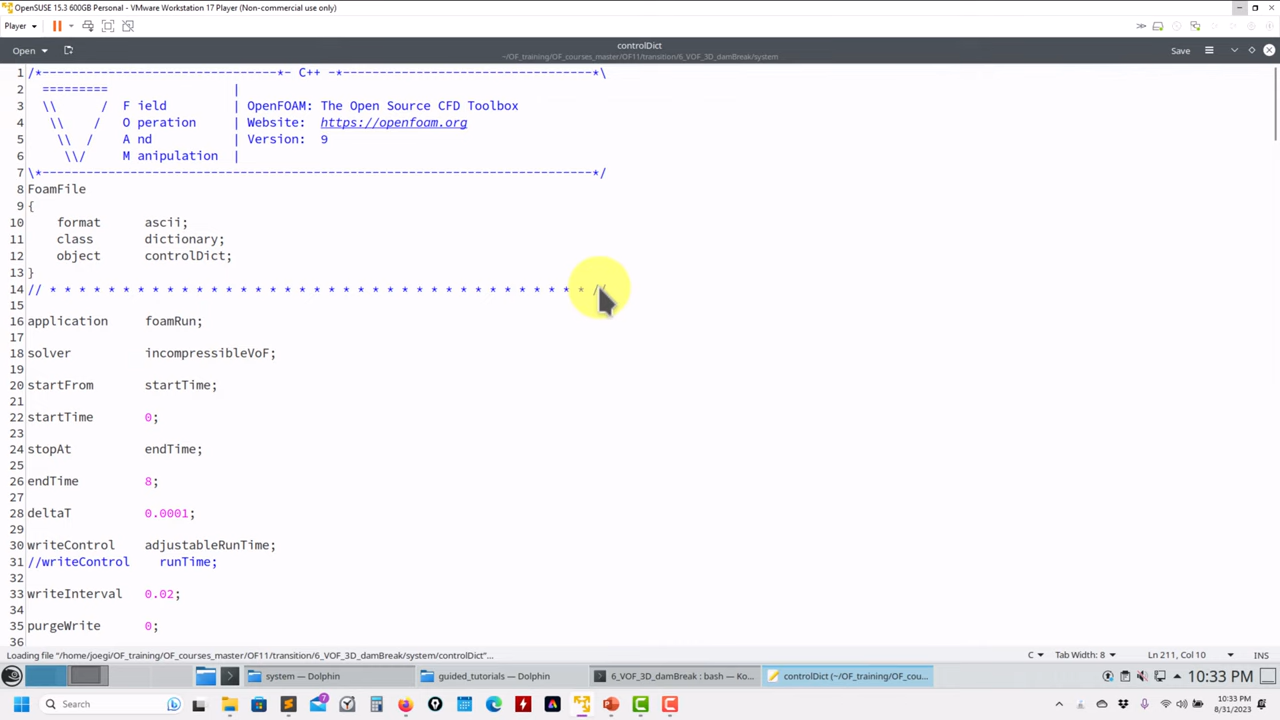 OpenSUSE 15.3 600GB Personal - VMware Workstation 17 Player (Non-commercial use only)
Player
Open
controlDict
~/OF_training/OF_courses_master/OF11/transition/6_VOF_3D_damBreak/system
Save
1 /*--------------------------------*- C++ -*-----------------------------------*\
2 ========= |
3 \\ / F ield | OpenFOAM: The Open Source CFD Toolbox
4 \\ / O peration | Website: https://openfoam.org
5 \\ / A nd | Version: 9
6 \\/ M anipulation |
7 \*---------------------------------------------------------------------------*/
8 FoamFile
9 {
10 format ascii;
11 class dictionary;
12 object controlDict;
13 }
14 // * * * * * * * * * * * * * * * * * * * * * * * * * * * * * * * * * * * * * //
15
16 application foamRun;
17
18 solver incompressibleVoF;
19
20 startFrom startTime;
21
22 startTime 0;
23
24 stopAt endTime;
25
26 endTime 8;
27
28 deltaT 0.0001;
29
30 writeControl adjustableRunTime;
31 //writeControl runTime;
32
33 writeInterval 0.02;
34
35 purgeWrite 0;
36
Loading file “/home/joegi/OF_training/OF_courses_master/OF11/transition/6_VOF_3D_damBreak/system/controlDict”...
C
Tab Width: 8
Ln 211, Col 10
INS
system — Dolphin
guided_tutorials — Dolphin
6_VOF_3D_damBreak : bash — Ko...
controlDict (~/OF_training/OF_cou...
10:33 PM
Search
7
10:33 PM
8/31/2023